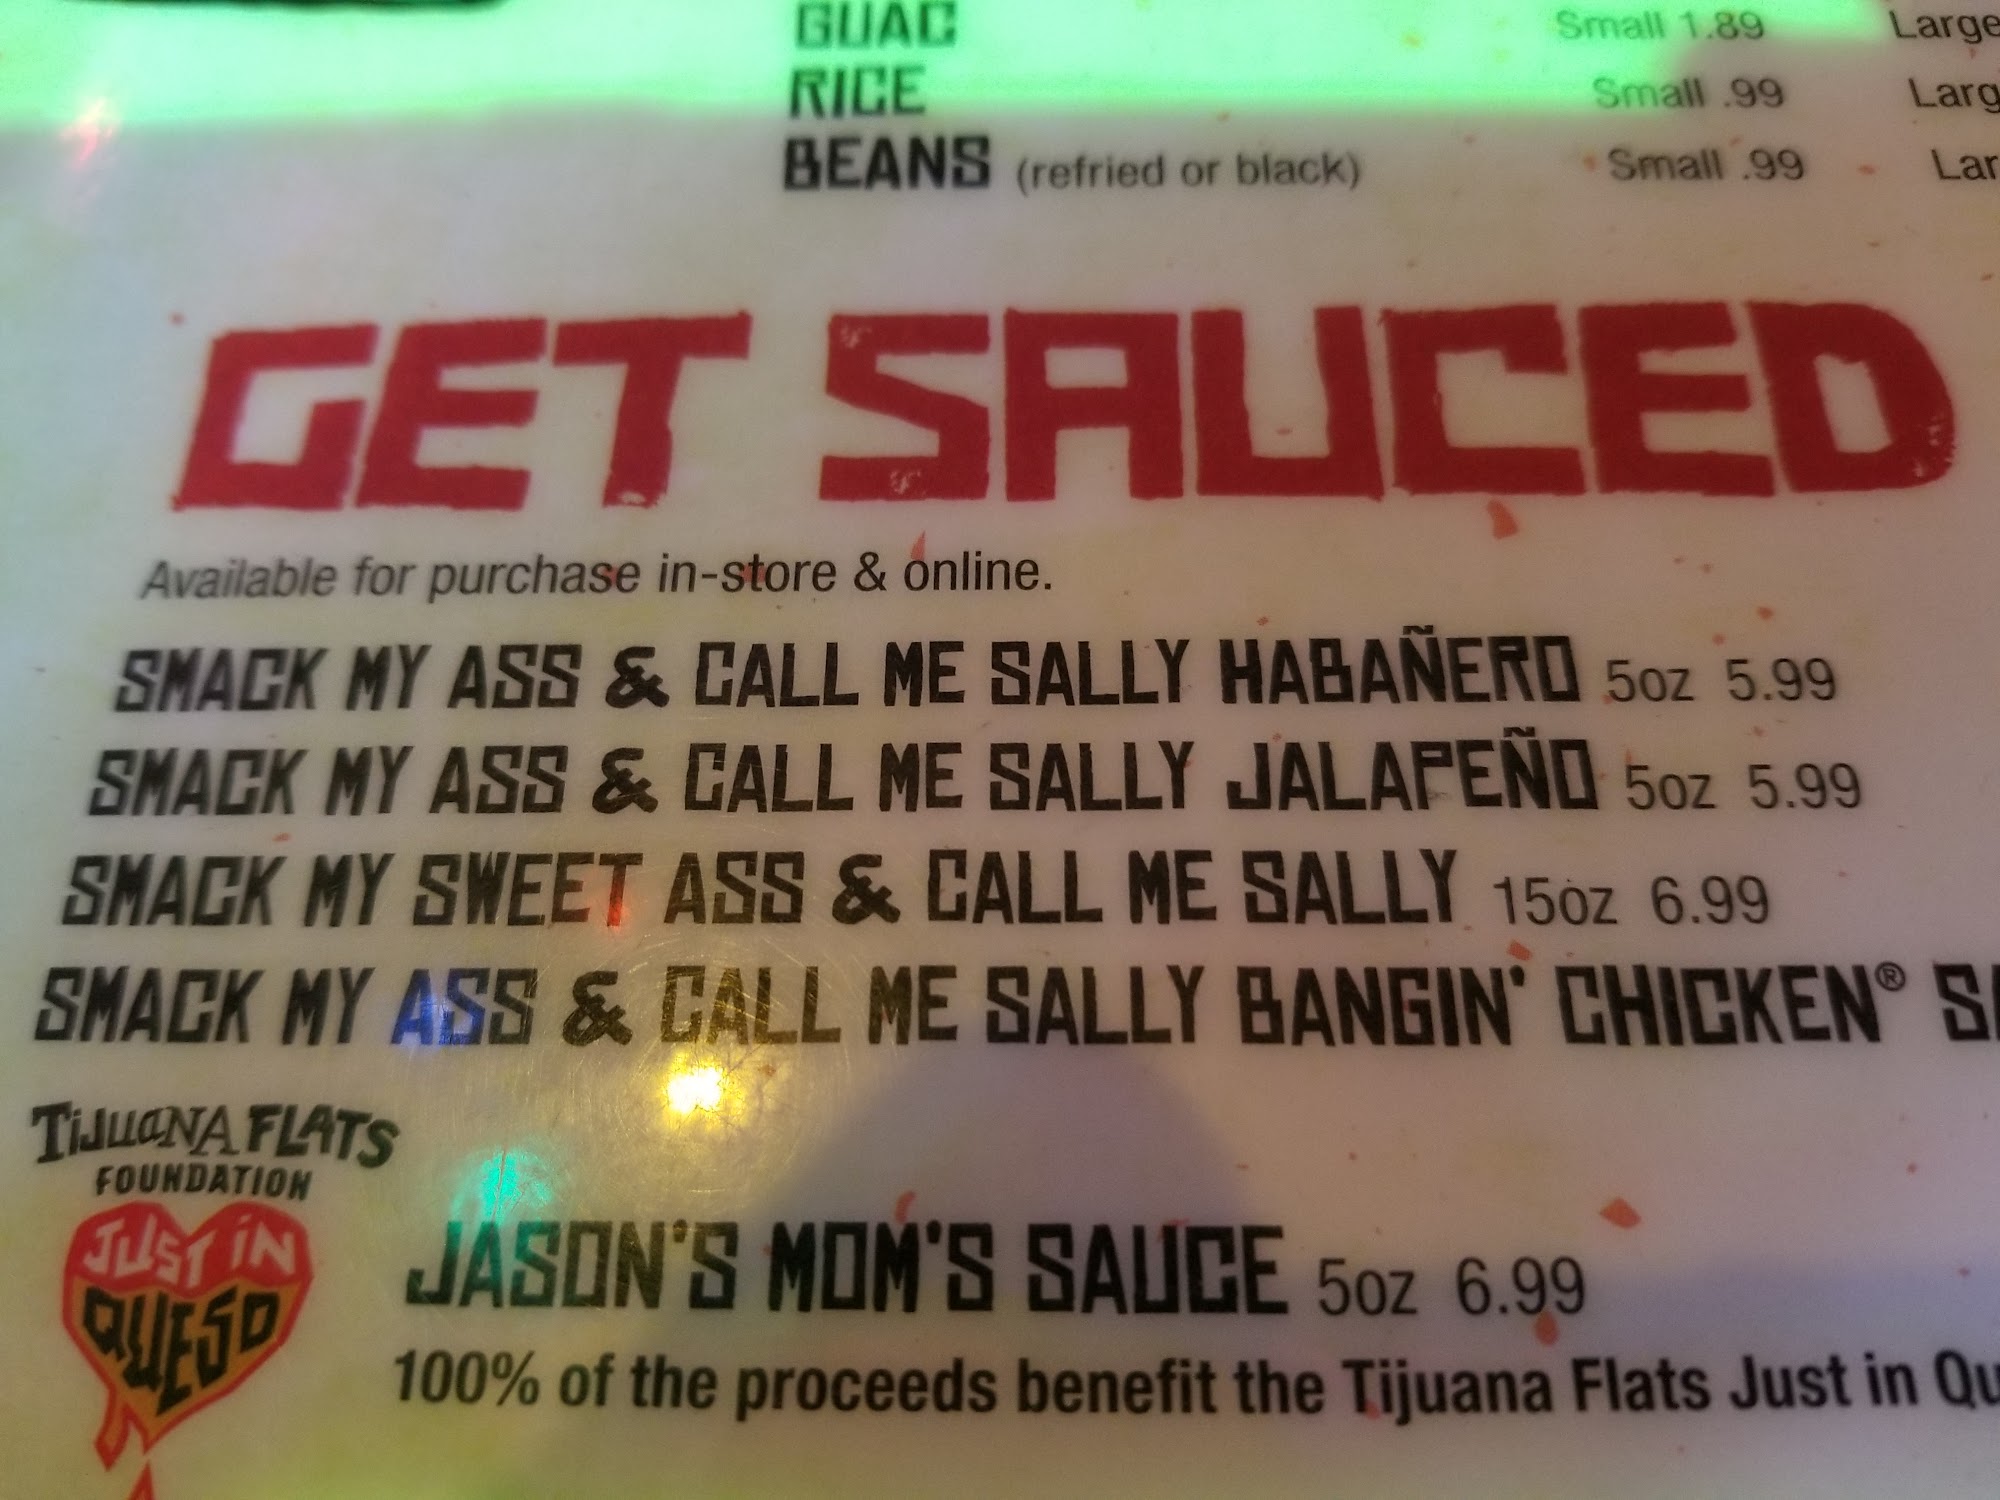 GUAC Small 1.89 Large
RICE Small .99
BEANS (refried or black) Small .99
GET SAUCED
Available for purchase in-store & online.
SMACK MY ASS & CALL ME SALLY HABAÑERO 5oz 5.99
SMACK MY ASS & CALL ME SALLY JALAPEÑO 5oz 5.99
SMACK MY SWEET ASS & CALL ME SALLY 15oz 6.99
SMACK MY ASS & CALL ME SALLY BANGIN' CHICKEN®
TIJUANA FLATS
FOUNDATION
JUST IN
QUESO
JASON'S MOM'S SAUCE 5oz 6.99
100% of the proceeds benefit the Tijuana Flats Just in